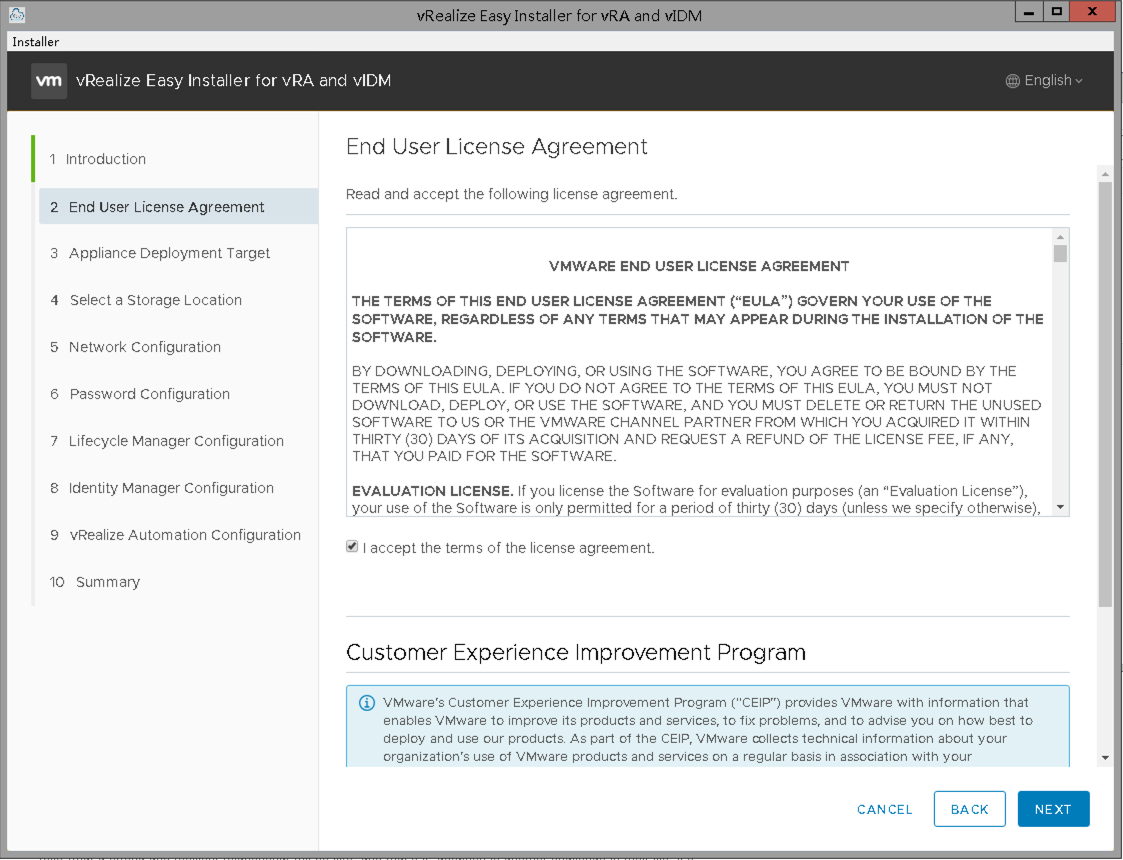 vRealize Easy Installer for vRA and vIDM
Installer
vm vRealize Easy Installer for vRA and vIDM
English
1 Introduction
2 End User License Agreement
3 Appliance Deployment Target
4 Select a Storage Location
5 Network Configuration
6 Password Configuration
7 Lifecycle Manager Configuration
8 Identity Manager Configuration
9 vRealize Automation Configuration
10 Summary
End User License Agreement
Read and accept the following license agreement.
VMWARE END USER LICENSE AGREEMENT
THE TERMS OF THIS END USER LICENSE AGREEMENT (“EULA”) GOVERN YOUR USE OF THE
SOFTWARE, REGARDLESS OF ANY TERMS THAT MAY APPEAR DURING THE INSTALLATION OF THE
SOFTWARE.
BY DOWNLOADING, DEPLOYING, OR USING THE SOFTWARE, YOU AGREE TO BE BOUND BY THE
TERMS OF THIS EULA. IF YOU DO NOT AGREE TO THE TERMS OF THIS EULA, YOU MUST NOT
DOWNLOAD, DEPLOY, OR USE THE SOFTWARE, AND YOU MUST DELETE OR RETURN THE UNUSED
SOFTWARE TO US OR THE VMWARE CHANNEL PARTNER FROM WHICH YOU ACQUIRED IT WITHIN
THIRTY (30) DAYS OF ITS ACQUISITION AND REQUEST A REFUND OF THE LICENSE FEE, IF ANY,
THAT YOU PAID FOR THE SOFTWARE.
EVALUATION LICENSE. If you license the Software for evaluation purposes (an “Evaluation License”),
your use of the Software is only permitted for a period of thirty (30) days (unless we specify otherwise),
I accept the terms of the license agreement.
Customer Experience Improvement Program
VMware's Customer Experience Improvement Program ("CEIP") provides VMware with information that
enables VMware to improve its products and services, to fix problems, and to advise you on how best to
deploy and use our products. As part of the CEIP, VMware collects technical information about your
organization's use of VMware products and services on a regular basis in association with your
CANCEL
BACK
NEXT